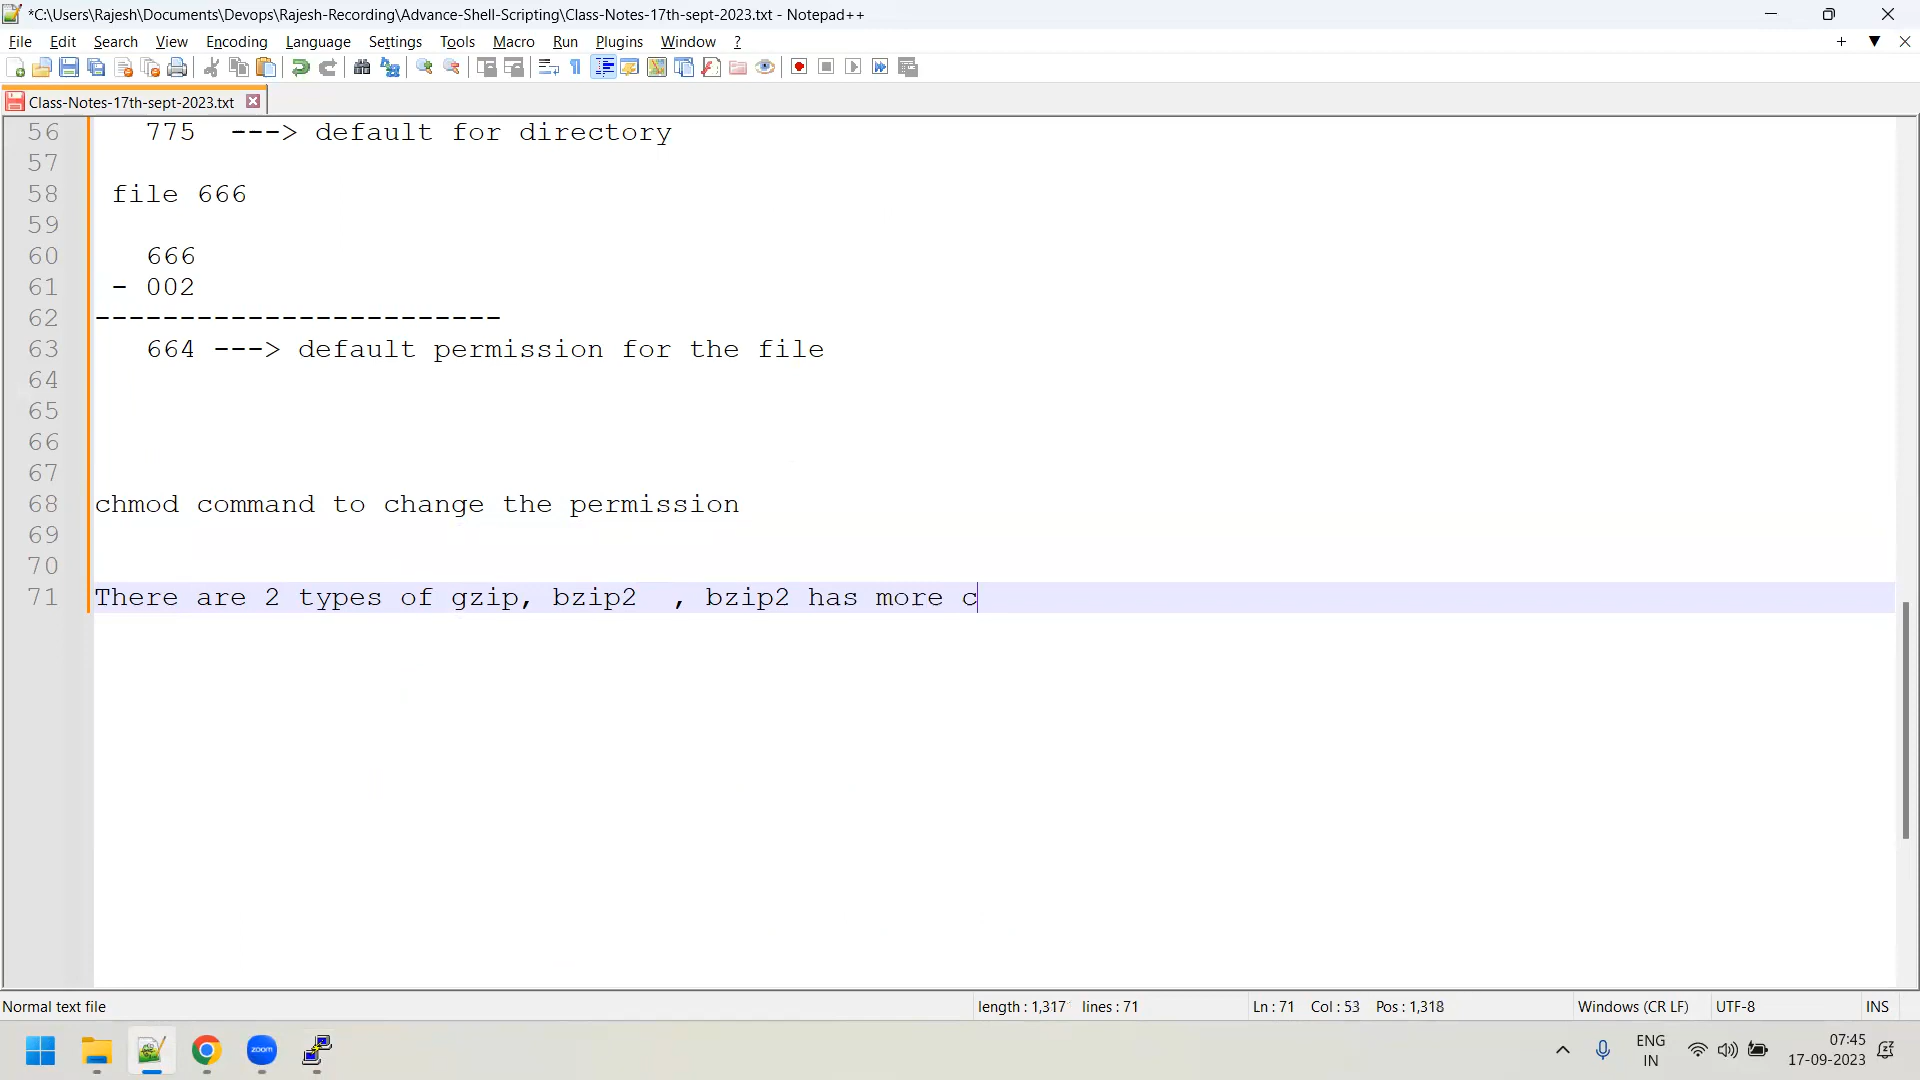 *C:\Users\Rajesh\Documents\Devops\Rajesh-Recording\Advance-Shell-Scripting\Class-Notes-17th-sept-2023.txt - Notepad++
File Edit Search View Encoding Language Settings Tools Macro Run Plugins Window ?
Class-Notes-17th-sept-2023.txt
56 775 ---> default for directory
57
58 file 666
59
60 666
61 - 002
62 ------------------------
63 664 ---> default permission for the file
64
65
66
67
68 chmod command to change the permission
69
70
71 There are 2 types of gzip, bzip2  , bzip2 has more c
Normal text file length : 1,317 lines : 71 Ln : 71 Col : 53 Pos : 1,318 Windows (CR LF) UTF-8 INS
zoom
ENG
IN
07:45
17-09-2023